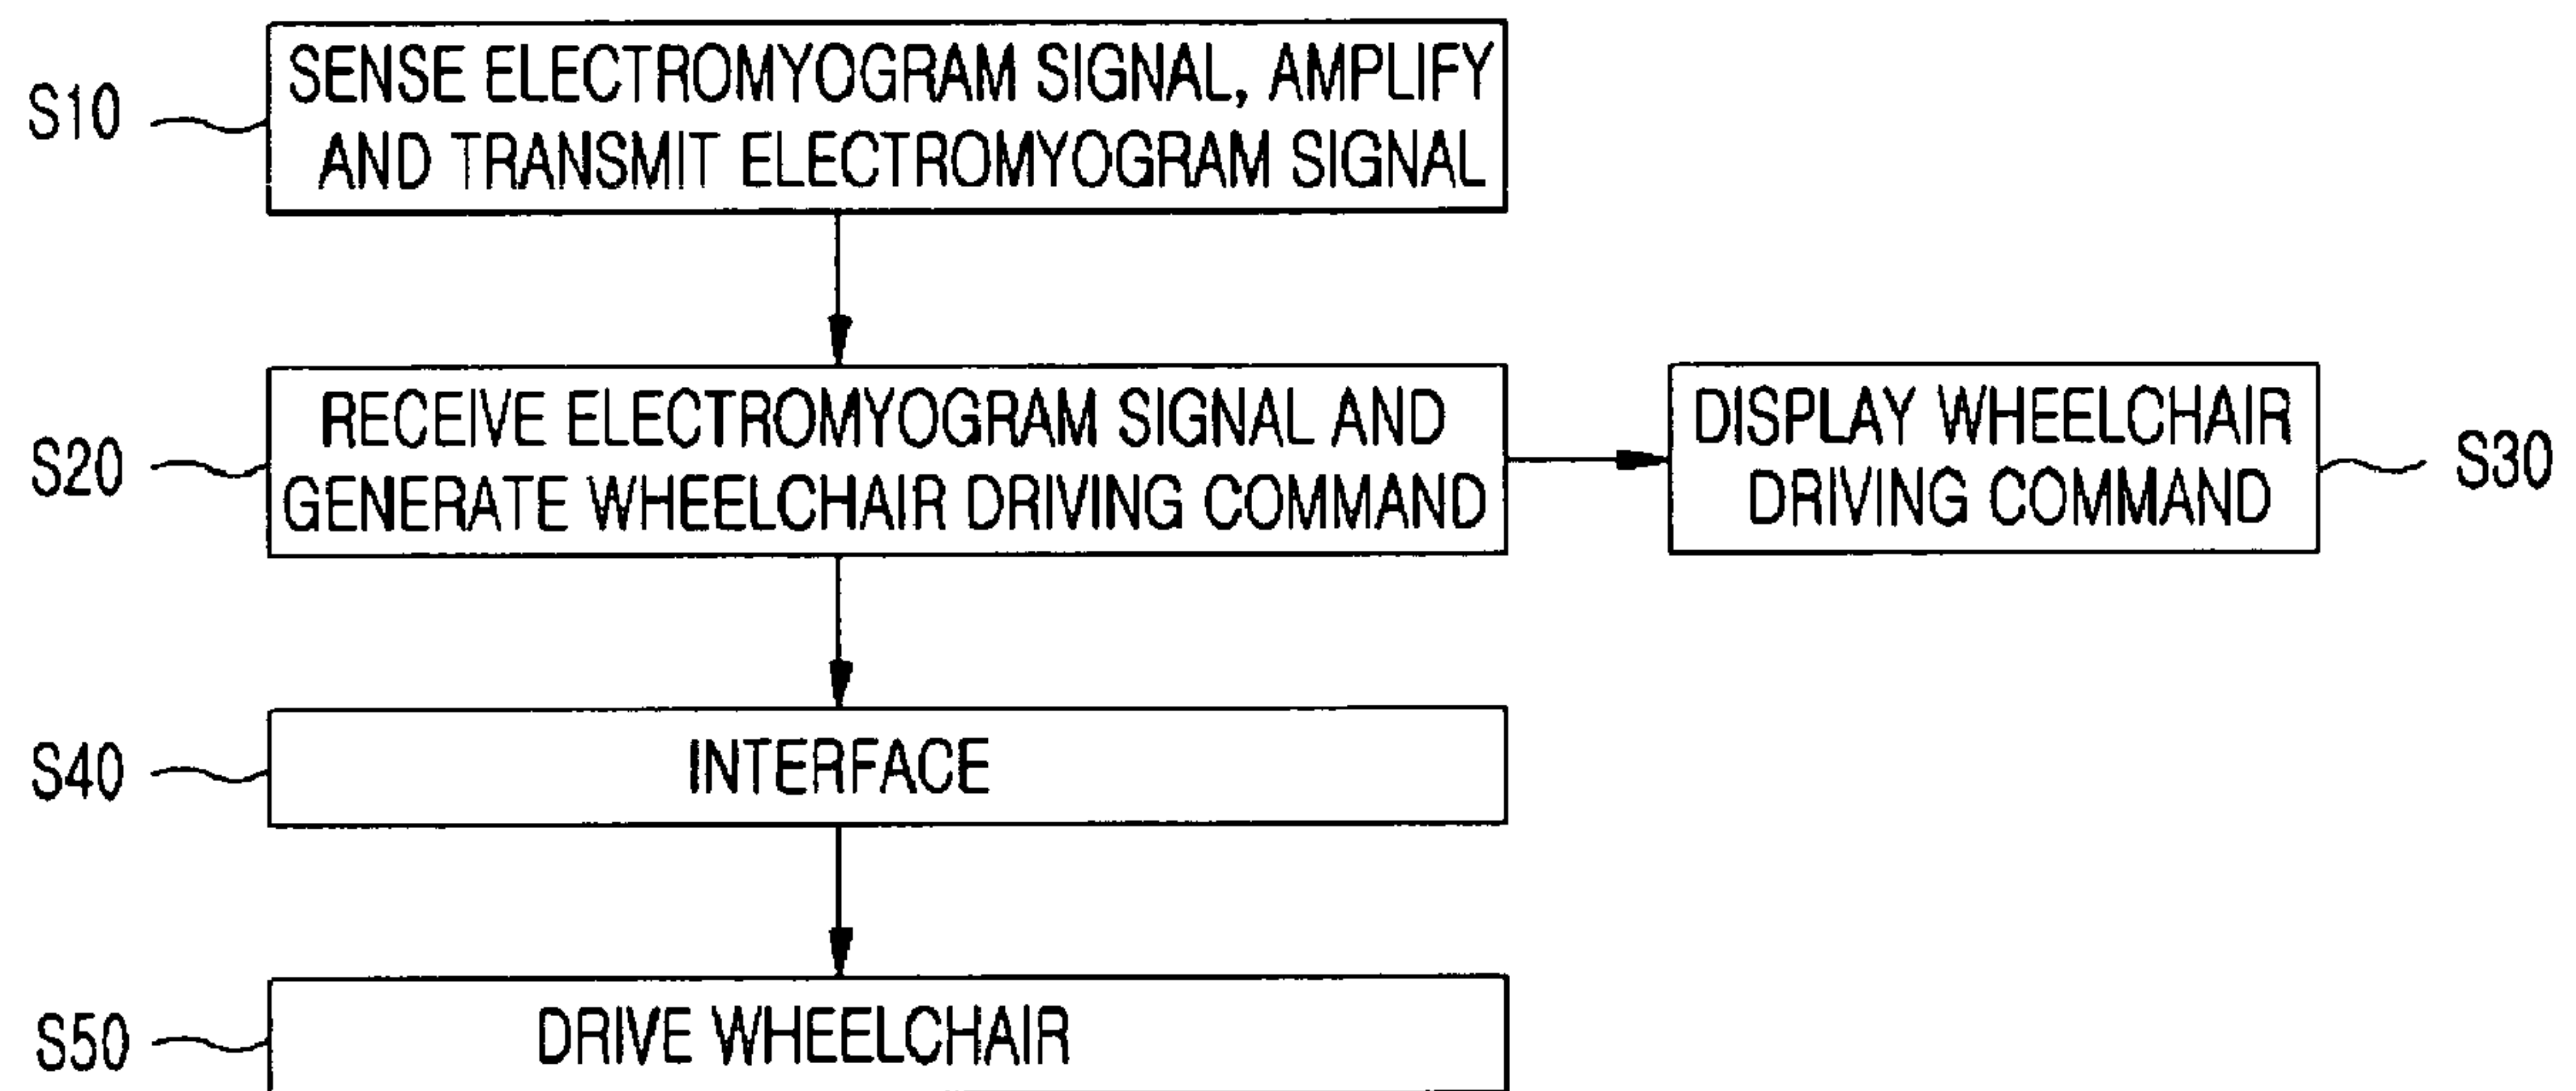 S10
SENSE ELECTROMYOGRAM SIGNAL, AMPLIFY
AND TRANSMIT ELECTROMYOGRAM SIGNAL
S20
RECEIVE ELECTROMYOGRAM SIGNAL AND
GENERATE WHEELCHAIR DRIVING COMMAND
DISPLAY WHEELCHAIR
DRIVING COMMAND
S30
S40
INTERFACE
S50
DRIVE WHEELCHAIR